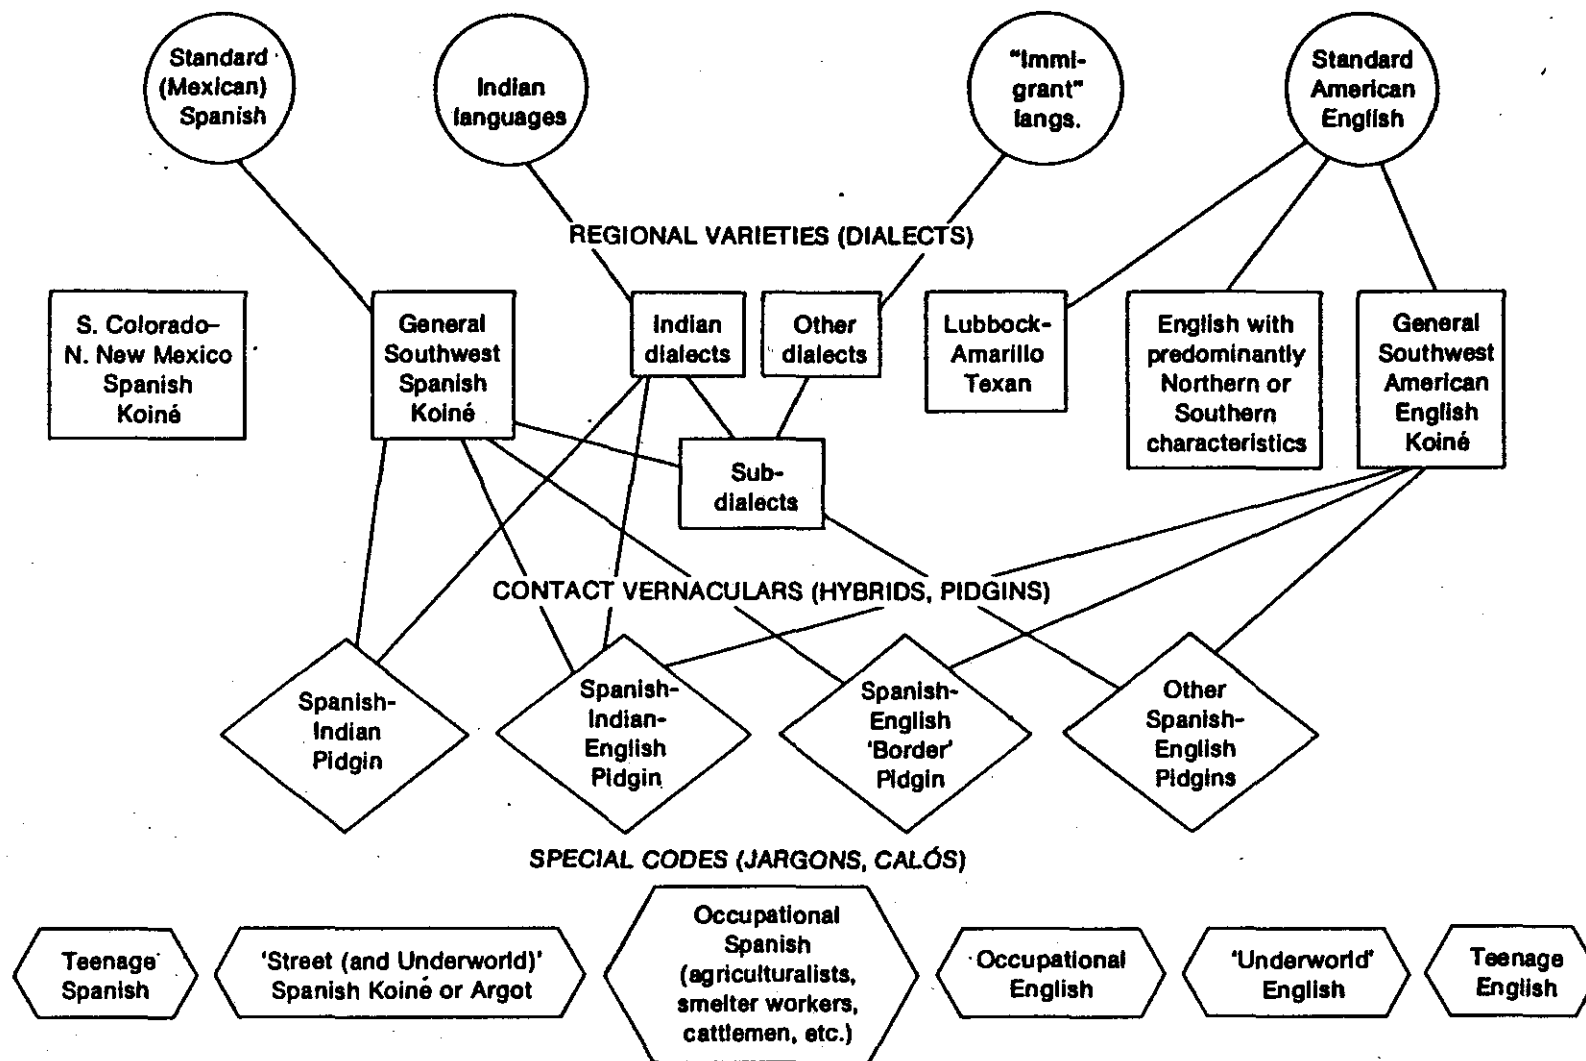 Standard
(Mexican)
Spanish
Indian
languages
"Immi-
grant"
langs.
Standard
American
English
REGIONAL VARIETIES (DIALECTS)
S. Colorado–
N. New Mexico
Spanish
Koiné
General
Southwest
Spanish
Koiné
Indian
dialects
Other
dialects
Lubbock-
Amarillo
Texan
English with
predominantly
Northern or
Southern
characteristics
General
Southwest
American
English
Koiné
Sub-
dialects
CONTACT VERNACULARS (HYBRIDS, PIDGINS)
Spanish-
Indian
Pidgin
Spanish-
Indian-
English
Pidgin
Spanish-
English
'Border'
Pidgin
Other
Spanish-
English
Pidgins
SPECIAL CODES (JARGONS, CALÓS)
Teenage
Spanish
'Street (and Underworld)'
Spanish Koiné or Argot
Occupational
Spanish
(agriculturalists,
smelter workers,
cattlemen, etc.)
Occupational
English
'Underworld'
English
Teenage
English